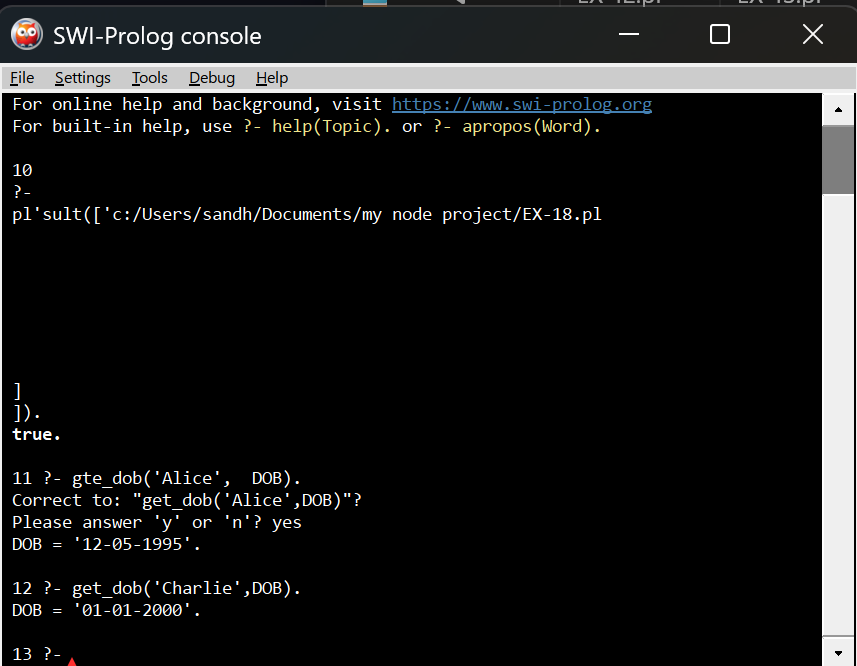 SWI-Prolog console
File Settings Tools Debug Help
For online help and background, visit https://www.swi-prolog.org
For built-in help, use ?- help(Topic). or ?- apropos(Word).
10
?-
pl'sult(['c:/Users/sandh/Documents/my node project/EX-18.pl
]
]).
true.
11 ?- gte_dob('Alice',  DOB).
Correct to: "get_dob('Alice',DOB)"?
Please answer 'y' or 'n'? yes
DOB = '12-05-1995'.
12 ?- get_dob('Charlie',DOB).
DOB = '01-01-2000'.
13 ?-